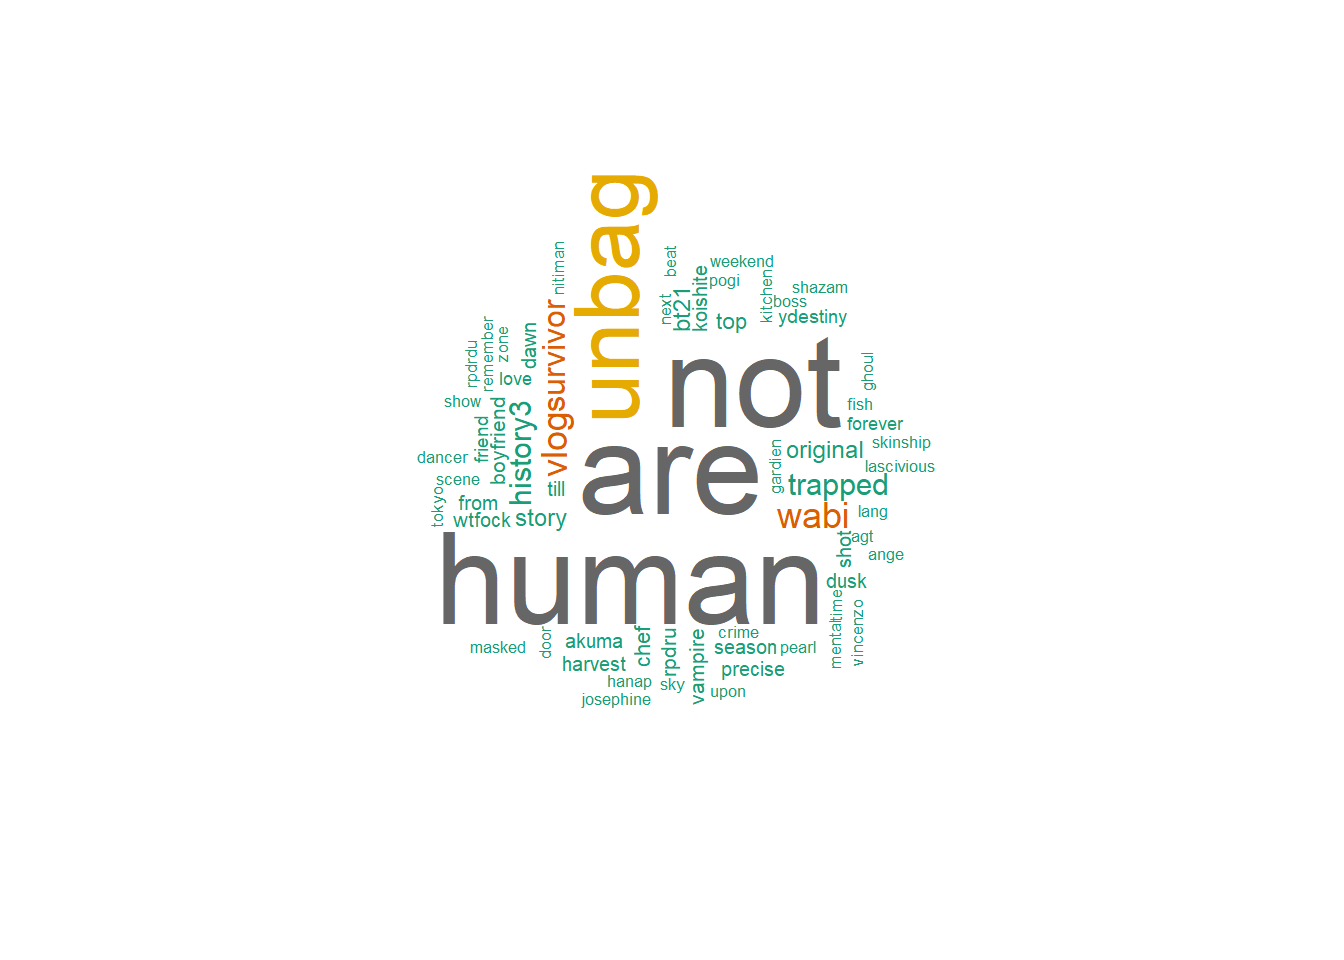 unbag
nitiman
beat
weekend
pogi
next
bt21
koishite
top
kitchen
boss
shazam
ydestiny
not
rpdrdu
remember
zone
dawn
love
vlogsurvivor
show
friend
boyfriend
history3
dancer
scene
tokyo
from
till
wtfock
story
are
ghoul
fish
forever
original
skinship
gardien
lascivious
trapped
wabi
lang
shot
agt
ange
human
dusk
mentaltime
vincenzo
masked
door
akuma
harvest
chef
rpdru
vampire
crime
season
pearl
precise
hanap
sky
upon
josephine